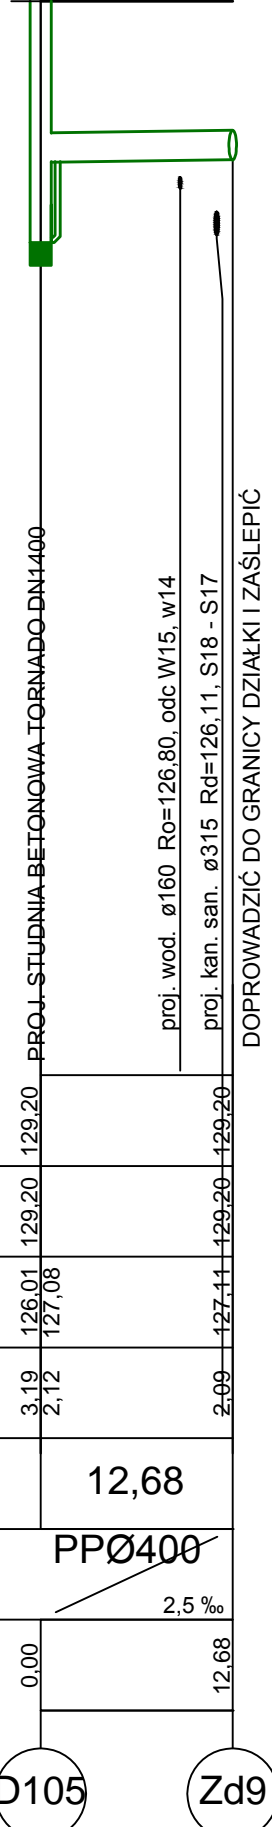 PROJ. STUDNIA BETONOWA TORNADO DN1400
proj. wod. ø160 Ro=126,80, odc W15, w14
proj. kan. san. ø315 Rd=126,11, S18 - S17
DOPROWADZIĆ DO GRANICY DZIAŁKI I ZAŚLEPIĆ
129,20 129,20
129,20 129,20
126,01 127,08 127,11
3,19 2,12 2,09
12,68
PPØ400
2,5 ‰
0,00 12,68
D105 Zd9